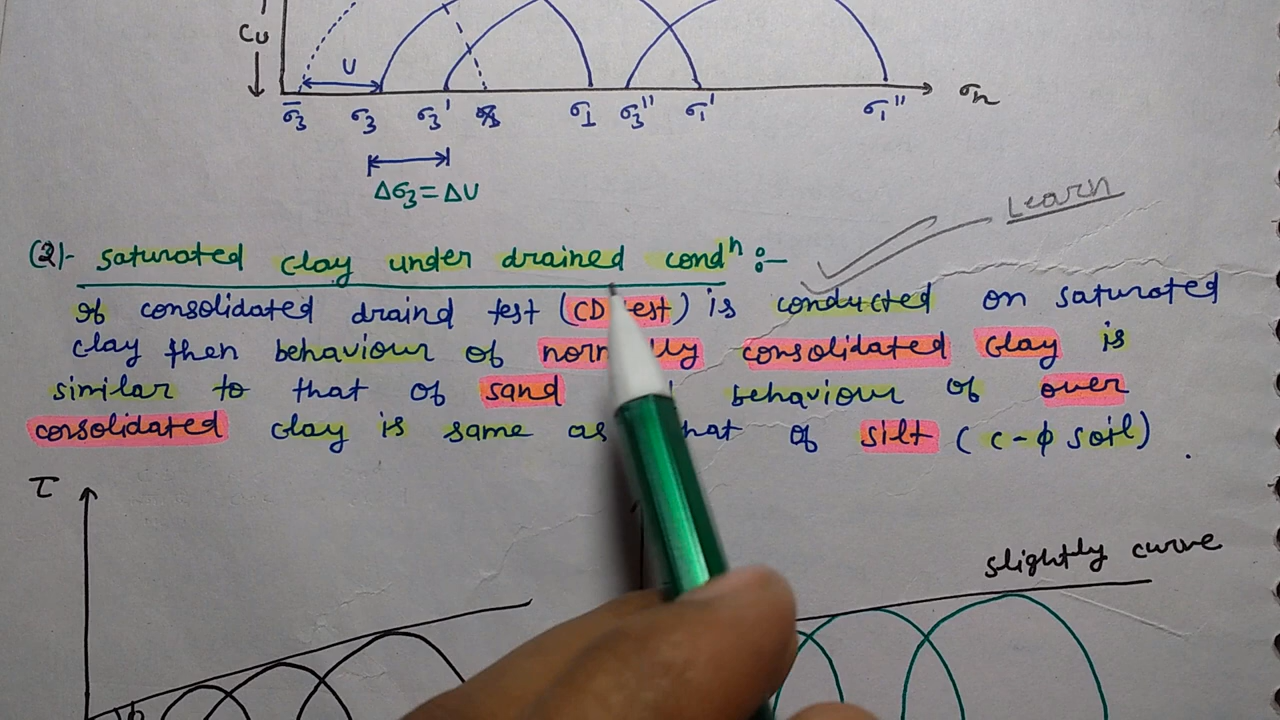 Cu
U
σ̅3 σ3 σ3' σ1 σ3'' σ1' σ1'' σn
Δσ3 = ΔU
Learn
(2)- saturated clay under drained condⁿ :-
If consolidated draind test (CD Test) is conducted on saturated
clay then behaviour of normally consolidated clay is
similar to that of sand behaviour of over
consolidated clay is same as that of silt (c-ϕ soil).
τ
slightly curve
ϕ